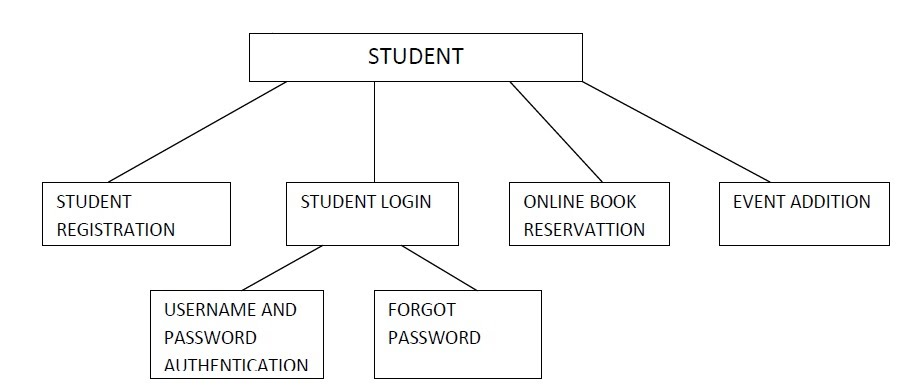 STUDENT
STUDENT
REGISTRATION
STUDENT LOGIN
ONLINE BOOK
RESERVATTION
EVENT ADDITION
USERNAME AND
PASSWORD
AUTHENTICATION
FORGOT
PASSWORD